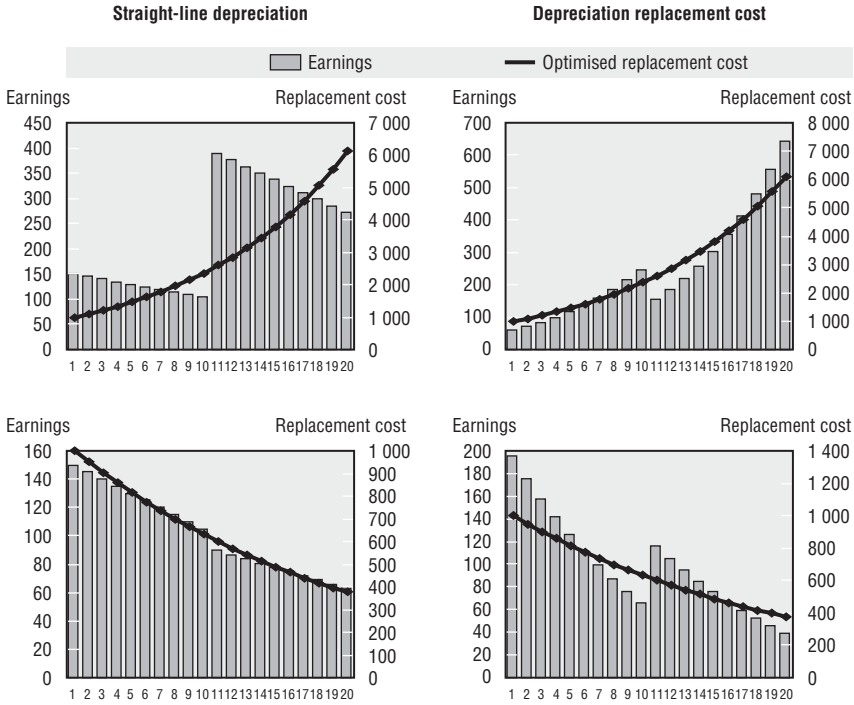 Straight-line depreciation Depreciation replacement cost
Earnings Optimised replacement cost
Earnings Replacement cost Earnings Replacement cost
450 7 000 700 8 000
400 6 000 600 7 000
350 5 000 500 6 000
300 4 000 400 5 000
250 3 000 300 4 000
200 2 000 200 3 000
150 1 000 100 2 000
100 0 0 1 000
50 0
0
1 2 3 4 5 6 7 8 9 10 11 12 13 14 15 16 17 18 19 20 1 2 3 4 5 6 7 8 9 10 11 12 13 14 15 16 17 18 19 20
Earnings Replacement cost Earnings Replacement cost
160 1 000 200 1 400
140 900 180 1 200
120 800 160 1 000
100 700 140 800
80 600 120 600
60 500 100 400
40 400 80 200
20 300 60 0
0 200 40
100 20
0 0
1 2 3 4 5 6 7 8 9 10 11 12 13 14 15 16 17 18 19 20 1 2 3 4 5 6 7 8 9 10 11 12 13 14 15 16 17 18 19 20